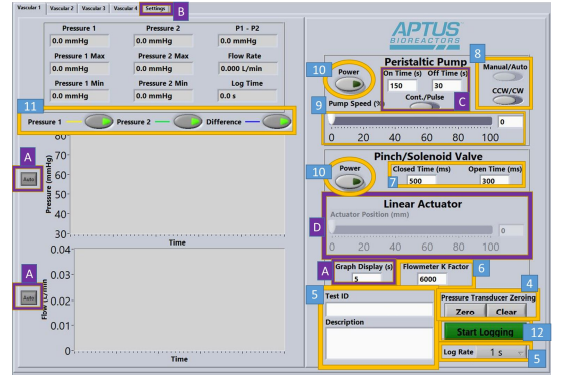 Vascular 1 Vascular 2 Vascular 3 Vascular 4 Settings
B
Pressure 1 Pressure 2 P1 - P2
0.0 mmHg 0.0 mmHg 0.0 mmHg
Pressure 1 Max Pressure 2 Max Flow Rate
0.0 mmHg 0.0 mmHg 0.000 L/min
Pressure 1 Min Pressure 2 Min Log Time
0.0 mmHg 0.0 mmHg 0.0 s
11
Pressure 1 Pressure 2 Difference
80
70
60
50
40
30
A
Auto
Pressure (mmHg)
Time
0.04
0.03
0.02
0.01
0
A
Auto
Flow (L/min
Time
APTUS
BIOREACTORS
Peristaltic Pump
8
10
Power
On Time (s) Off Time (s)
150 30
Cont./Pulse
C
Manual/Auto
CCW/CW
9
Pump Speed (%)
0
0 20 40 60 80 100
Pinch/Solenoid Valve
10
Power
Closed Time (ms) Open Time (ms)
7
500 300
Linear Actuator
D
Actuator Position (mm)
0
0 20 40 60 80 100
A
Graph Display (s)
5
Flowmeter K Factor
6000
6
4
5
Test ID
Description
Pressure Transducer Zeroing
Zero Clear
Start Logging
12
Log Rate 1 s
5